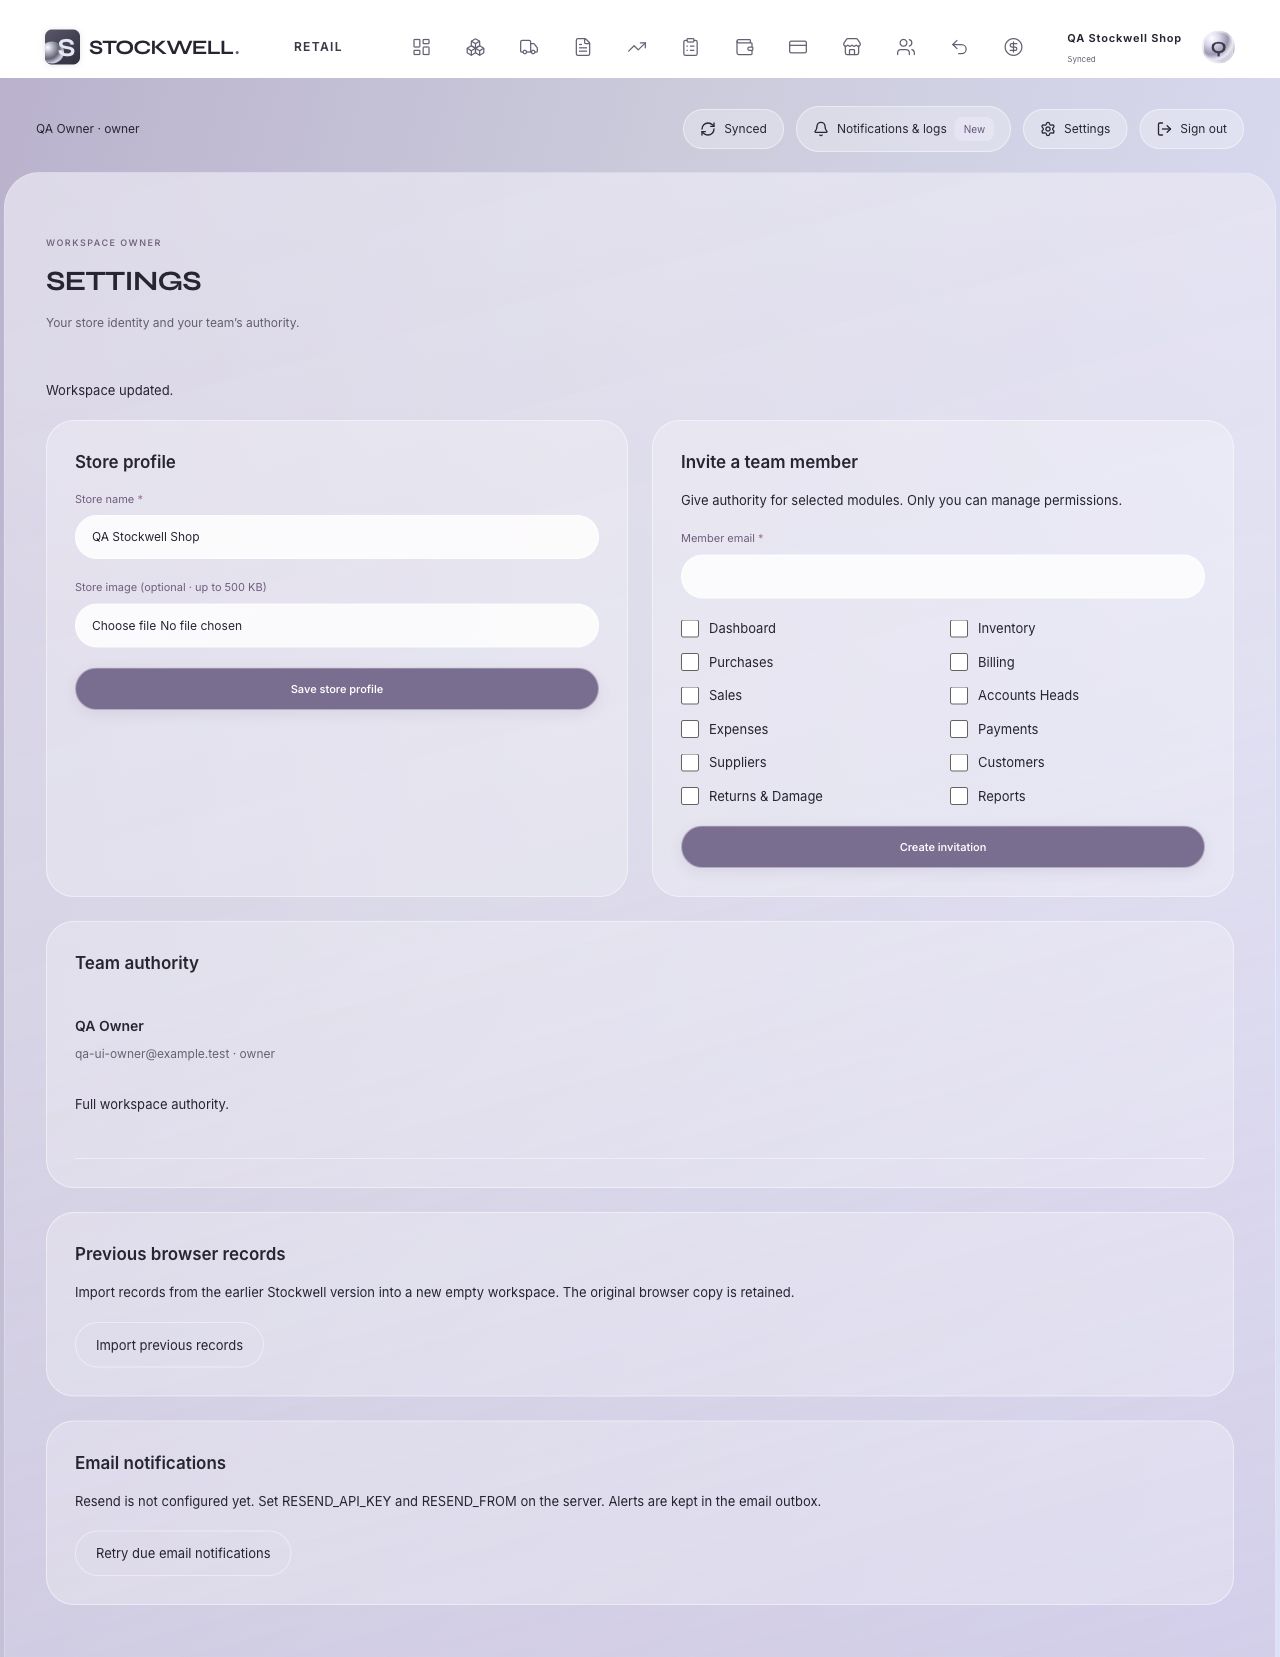 S STOCKWELL.
RETAIL
QA Stockwell Shop
Synced
Q
QA Owner · owner
Synced
Notifications & logs New
Settings
Sign out
WORKSPACE OWNER
SETTINGS
Your store identity and your team’s authority.
Workspace updated.
Store profile
Store name *
QA Stockwell Shop
Store image (optional · up to 500 KB)
Choose file No file chosen
Save store profile
Invite a team member
Give authority for selected modules. Only you can manage permissions.
Member email *
Dashboard
Inventory
Purchases
Billing
Sales
Accounts Heads
Expenses
Payments
Suppliers
Customers
Returns & Damage
Reports
Create invitation
Team authority
QA Owner
qa-ui-owner@example.test · owner
Full workspace authority.
Previous browser records
Import records from the earlier Stockwell version into a new empty workspace. The original browser copy is retained.
Import previous records
Email notifications
Resend is not configured yet. Set RESEND_API_KEY and RESEND_FROM on the server. Alerts are kept in the email outbox.
Retry due email notifications